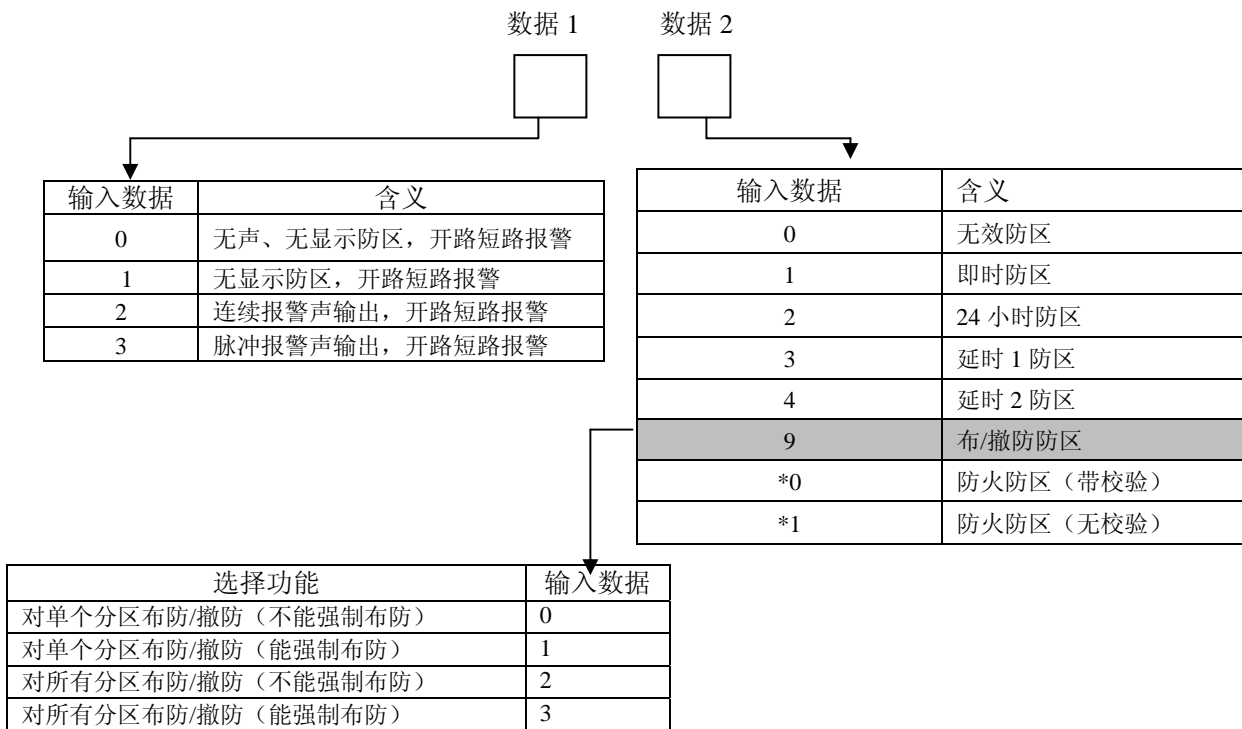 数据 1 数据 2
输入数据 含义
0 无声、无显示防区，开路短路报警
1 无显示防区，开路短路报警
2 连续报警声输出，开路短路报警
3 脉冲报警声输出，开路短路报警
输入数据 含义
0 无效防区
1 即时防区
2 24 小时防区
3 延时 1 防区
4 延时 2 防区
9 布/撤防防区
*0 防火防区（带校验）
*1 防火防区（无校验）
选择功能 输入数据
对单个分区布防/撤防（不能强制布防） 0
对单个分区布防/撤防（能强制布防） 1
对所有分区布防/撤防（不能强制布防） 2
对所有分区布防/撤防（能强制布防） 3